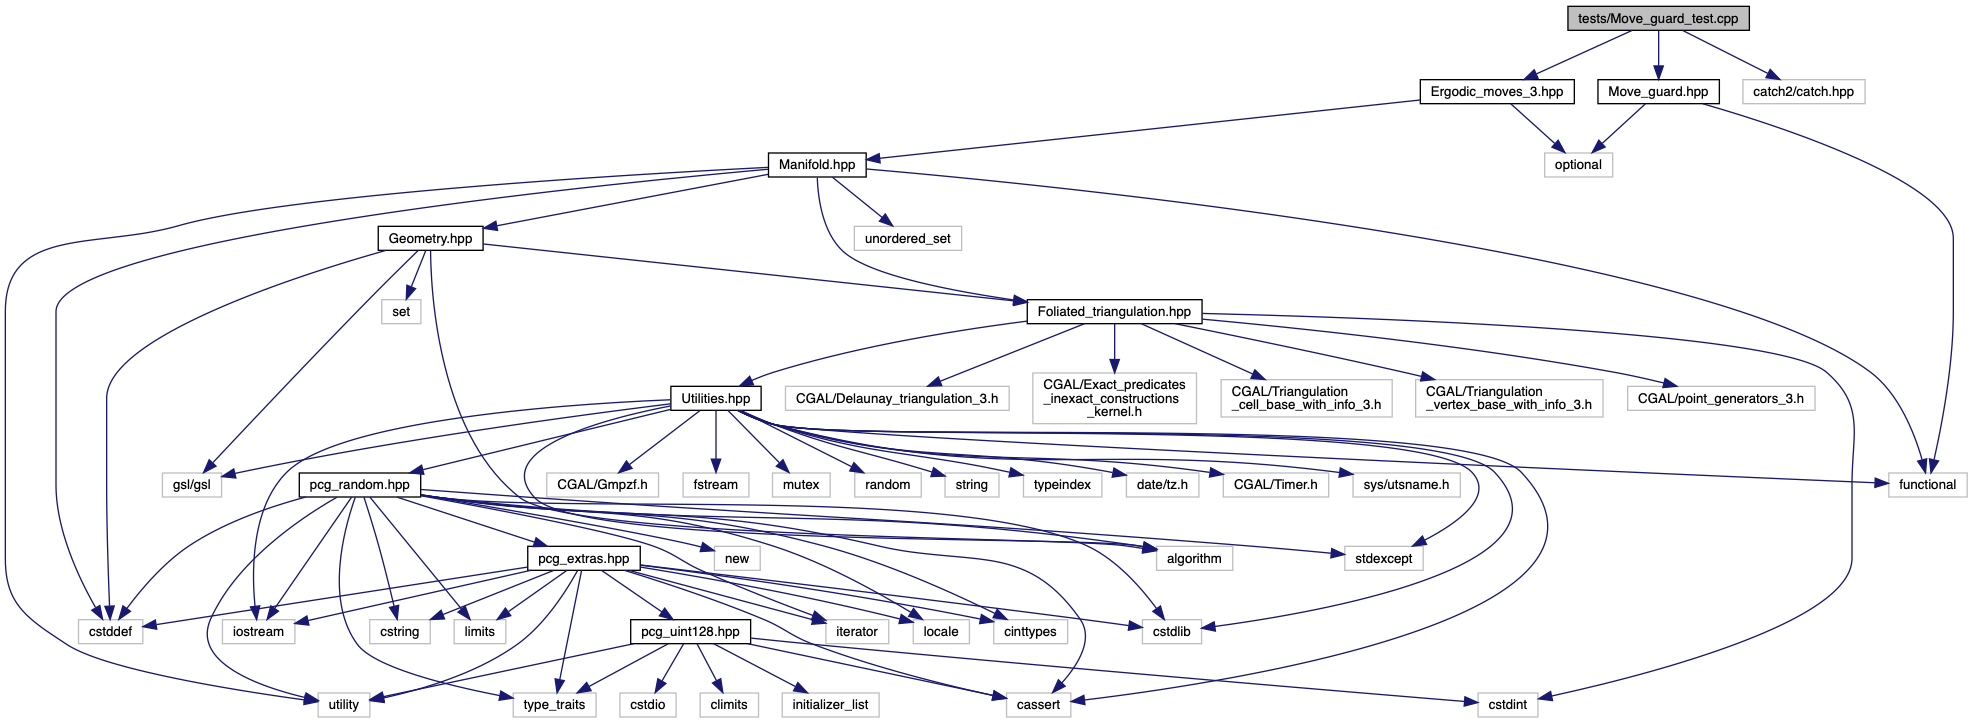 tests/Move_guard_test.cpp
Ergodic_moves_3.hpp
Move_guard.hpp
catch2/catch.hpp
Manifold.hpp
optional
Geometry.hpp
unordered_set
set
Foliated_triangulation.hpp
Utilities.hpp
CGAL/Delaunay_triangulation_3.h
CGAL/Exact_predicates
_inexact_constructions
_kernel.h
CGAL/Triangulation
_cell_base_with_info_3.h
CGAL/Triangulation
_vertex_base_with_info_3.h
CGAL/point_generators_3.h
gsl/gsl
pcg_random.hpp
CGAL/Gmpzf.h
fstream
mutex
random
string
typeindex
date/tz.h
CGAL/Timer.h
sys/utsname.h
functional
pcg_extras.hpp
new
algorithm
stdexcept
cstddef
iostream
cstring
limits
pcg_uint128.hpp
iterator
locale
cinttypes
cstdlib
utility
type_traits
cstdio
climits
initializer_list
cassert
cstdint